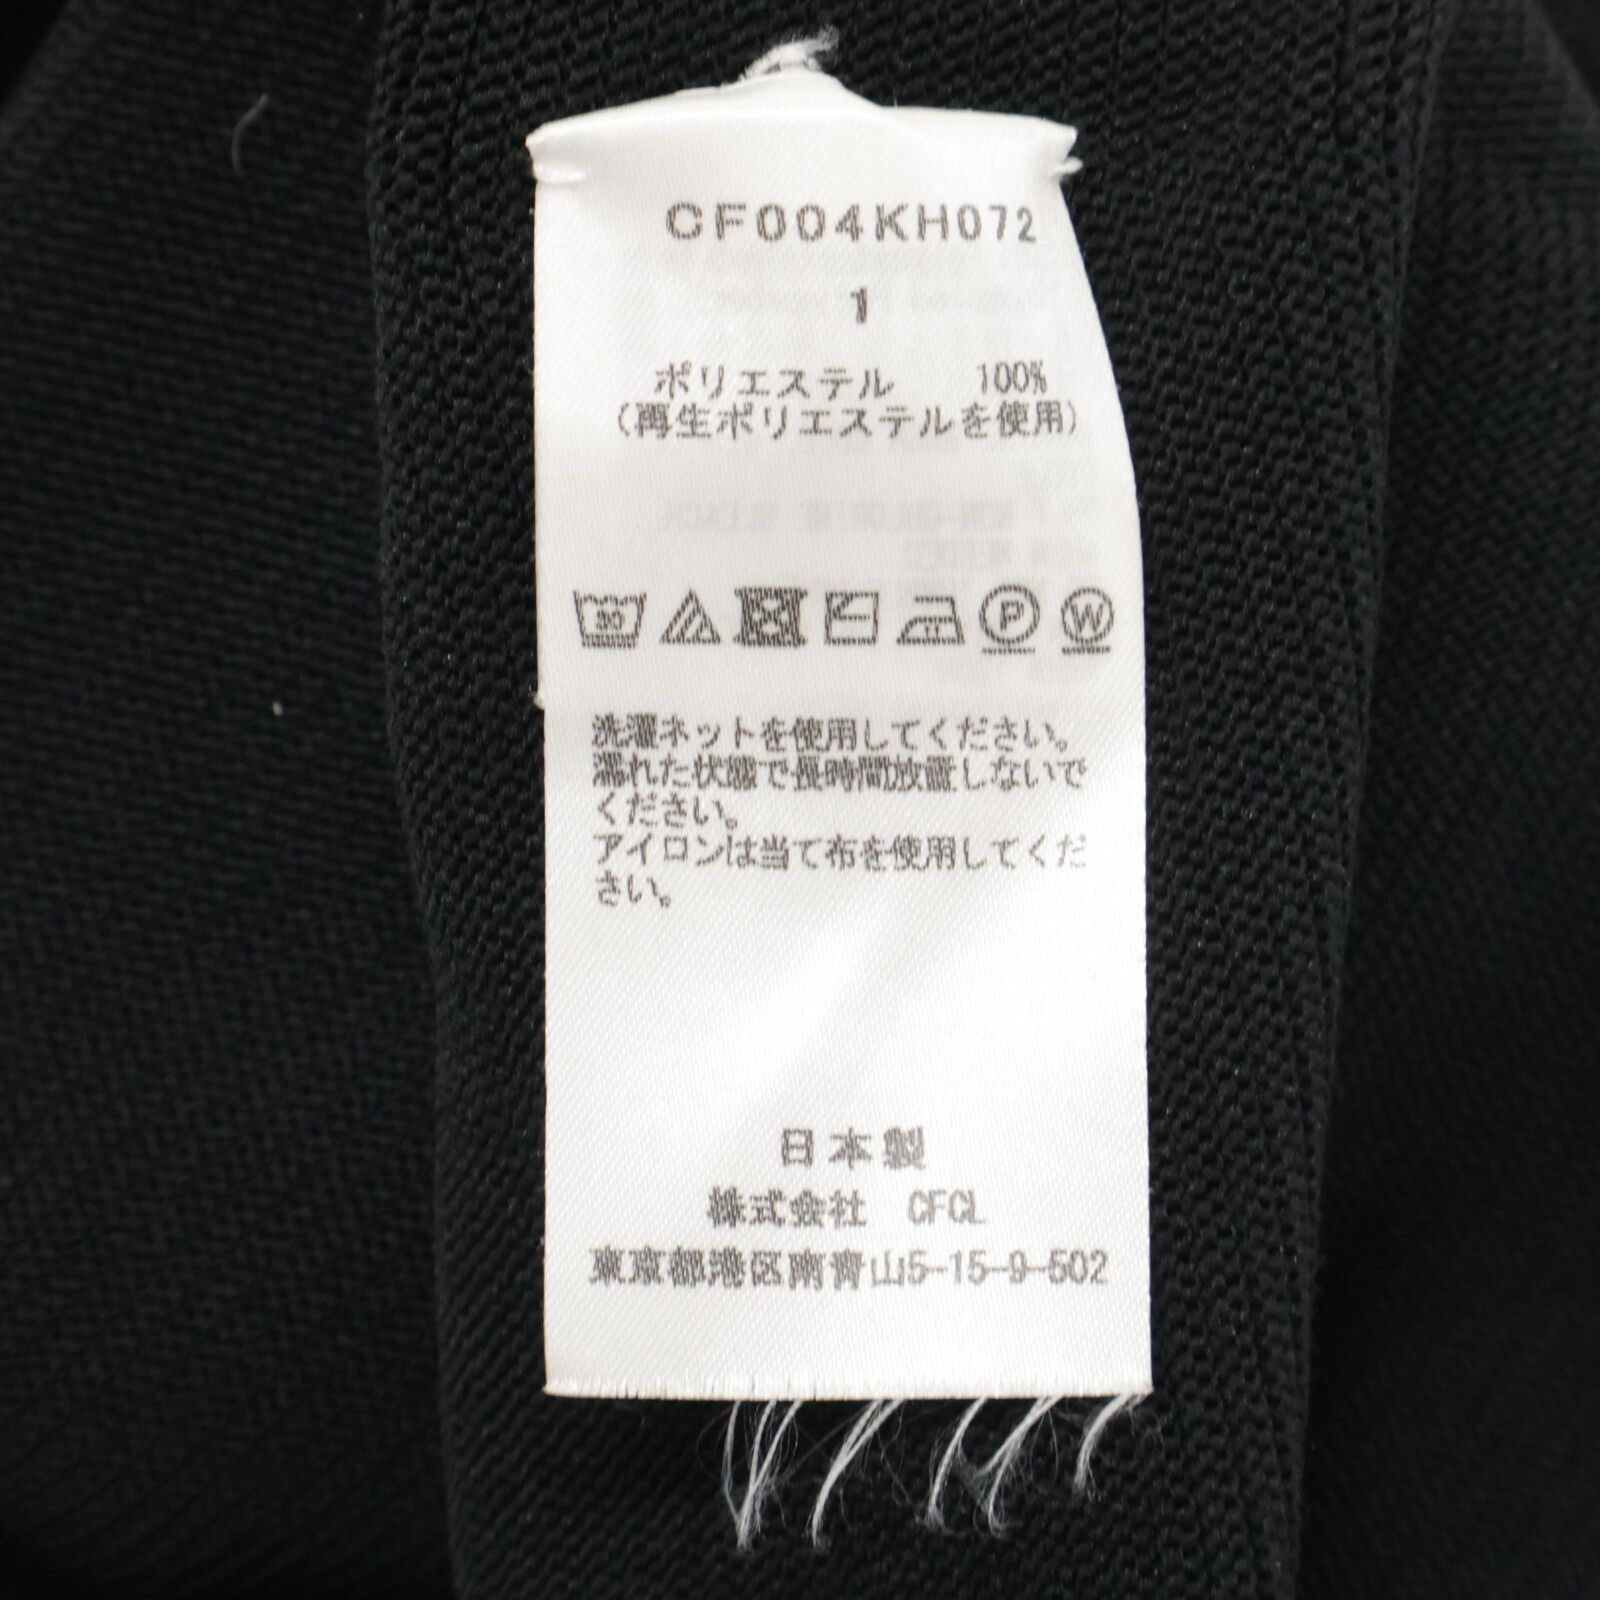 CF004KH072
1
ポリエステル 100%
(再生ポリエステルを使用)
30
P W
洗濯ネットを使用してください。
濡れた状態で長時間放置しないで
ください。
アイロンは当て布を使用してくだ
さい。
日本製
株式会社 CFCL
東京都港区南青山5-15-9-502